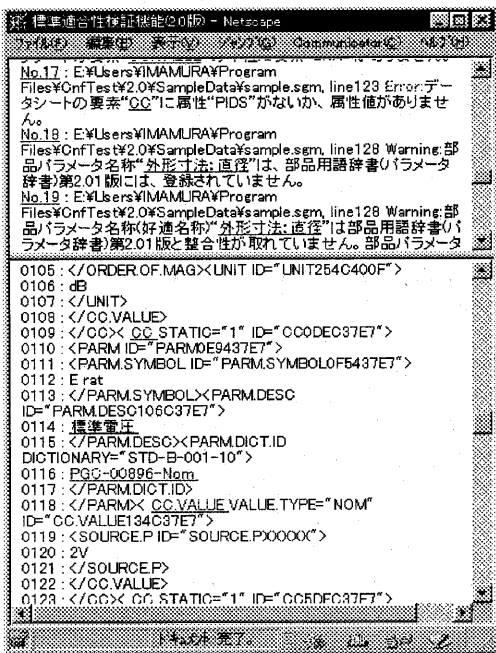 標準適合性検証機能(2.0版) - Netscape
ファイル(F) 編集(E) 表示(V) ジャンプ(G) Communicator(C) ヘルプ(H)
No.17 : E:¥Users¥IMAMURA¥Program
Files¥CnfTest¥2.0¥SampleData¥sample.sgm, line123 Error:デー
タシートの要素“CC”に属性“PIDS”がないか、属性値がありませ
ん。
No.18 : E:¥Users¥IMAMURA¥Program
Files¥CnfTest¥2.0¥SampleData¥sample.sgm, line128 Warning:部
品パラメータ名称“外形寸法:直径”は、部品用語辞書(パラメータ
辞書)第2.01版には、登録されていません。
No.19 : E:¥Users¥IMAMURA¥Program
Files¥CnfTest¥2.0¥SampleData¥sample.sgm, line128 Warning:部
品パラメータ名称(好適名称)“外形寸法:直径”は部品用語辞書(パ
ラメータ辞書)第2.01版と整合性が取れていません。部品パラメータ
0105 : </ORDER.OF.MAG><UNIT ID="UNIT254C400F">
0106 : dB
0107 : </UNIT>
0108 : </CC.VALUE>
0109 : </CC>< CC STATIC="1" ID="CC0DEC37E7">
0110 : <PARM ID="PARM0E9437E7">
0111 : <PARM.SYMBOL ID="PARM.SYMBOL0F5437E7">
0112 : E rat
0113 : </PARM.SYMBOL><PARM.DESC
ID="PARM.DESC106C37E7">
0114 : 標準電圧
0115 : </PARM.DESC><PARM.DICT.ID
DICTIONARY="STD-B-001-10">
0116 : PGC-00896-Nom
0117 : </PARM.DICT.ID>
0118 : </PARM>< CC.VALUE VALUE.TYPE="NOM"
ID="CC.VALUE134C37E7">
0119 : <SOURCE.P ID="SOURCE.PXXXXX">
0120 : 2V
0121 : </SOURCE.P>
0122 : </CC.VALUE>
0123 : </CC>< CC STATIC="1" ID="CC5DFC37E7">
ドキュメント 完了。